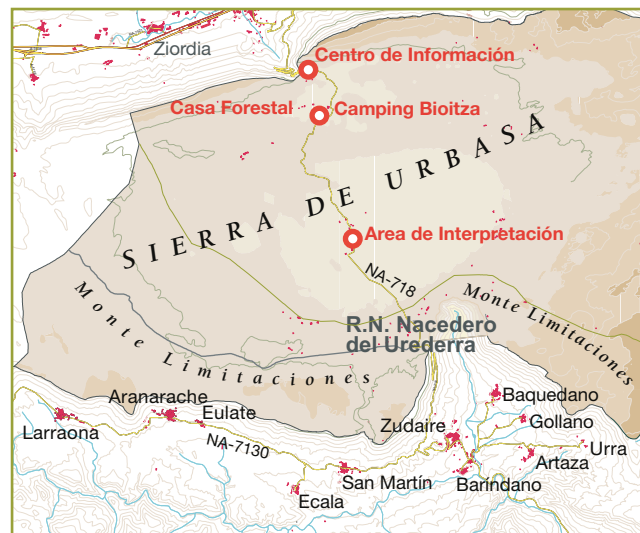 Ziordia
Centro de Información
Casa Forestal
Camping Bioitza
SIERRA DE URBASA
Area de Interpretación
NA-718
Monte Limitaciones
R.N. Nacedero
del Urederra
Monte Limitaciones
Baquedano
Aranarache
Eulate
Gollano
Larraona
Zudaire
Urra
NA-7130
Artaza
San Martín
Baríndano
Ecala